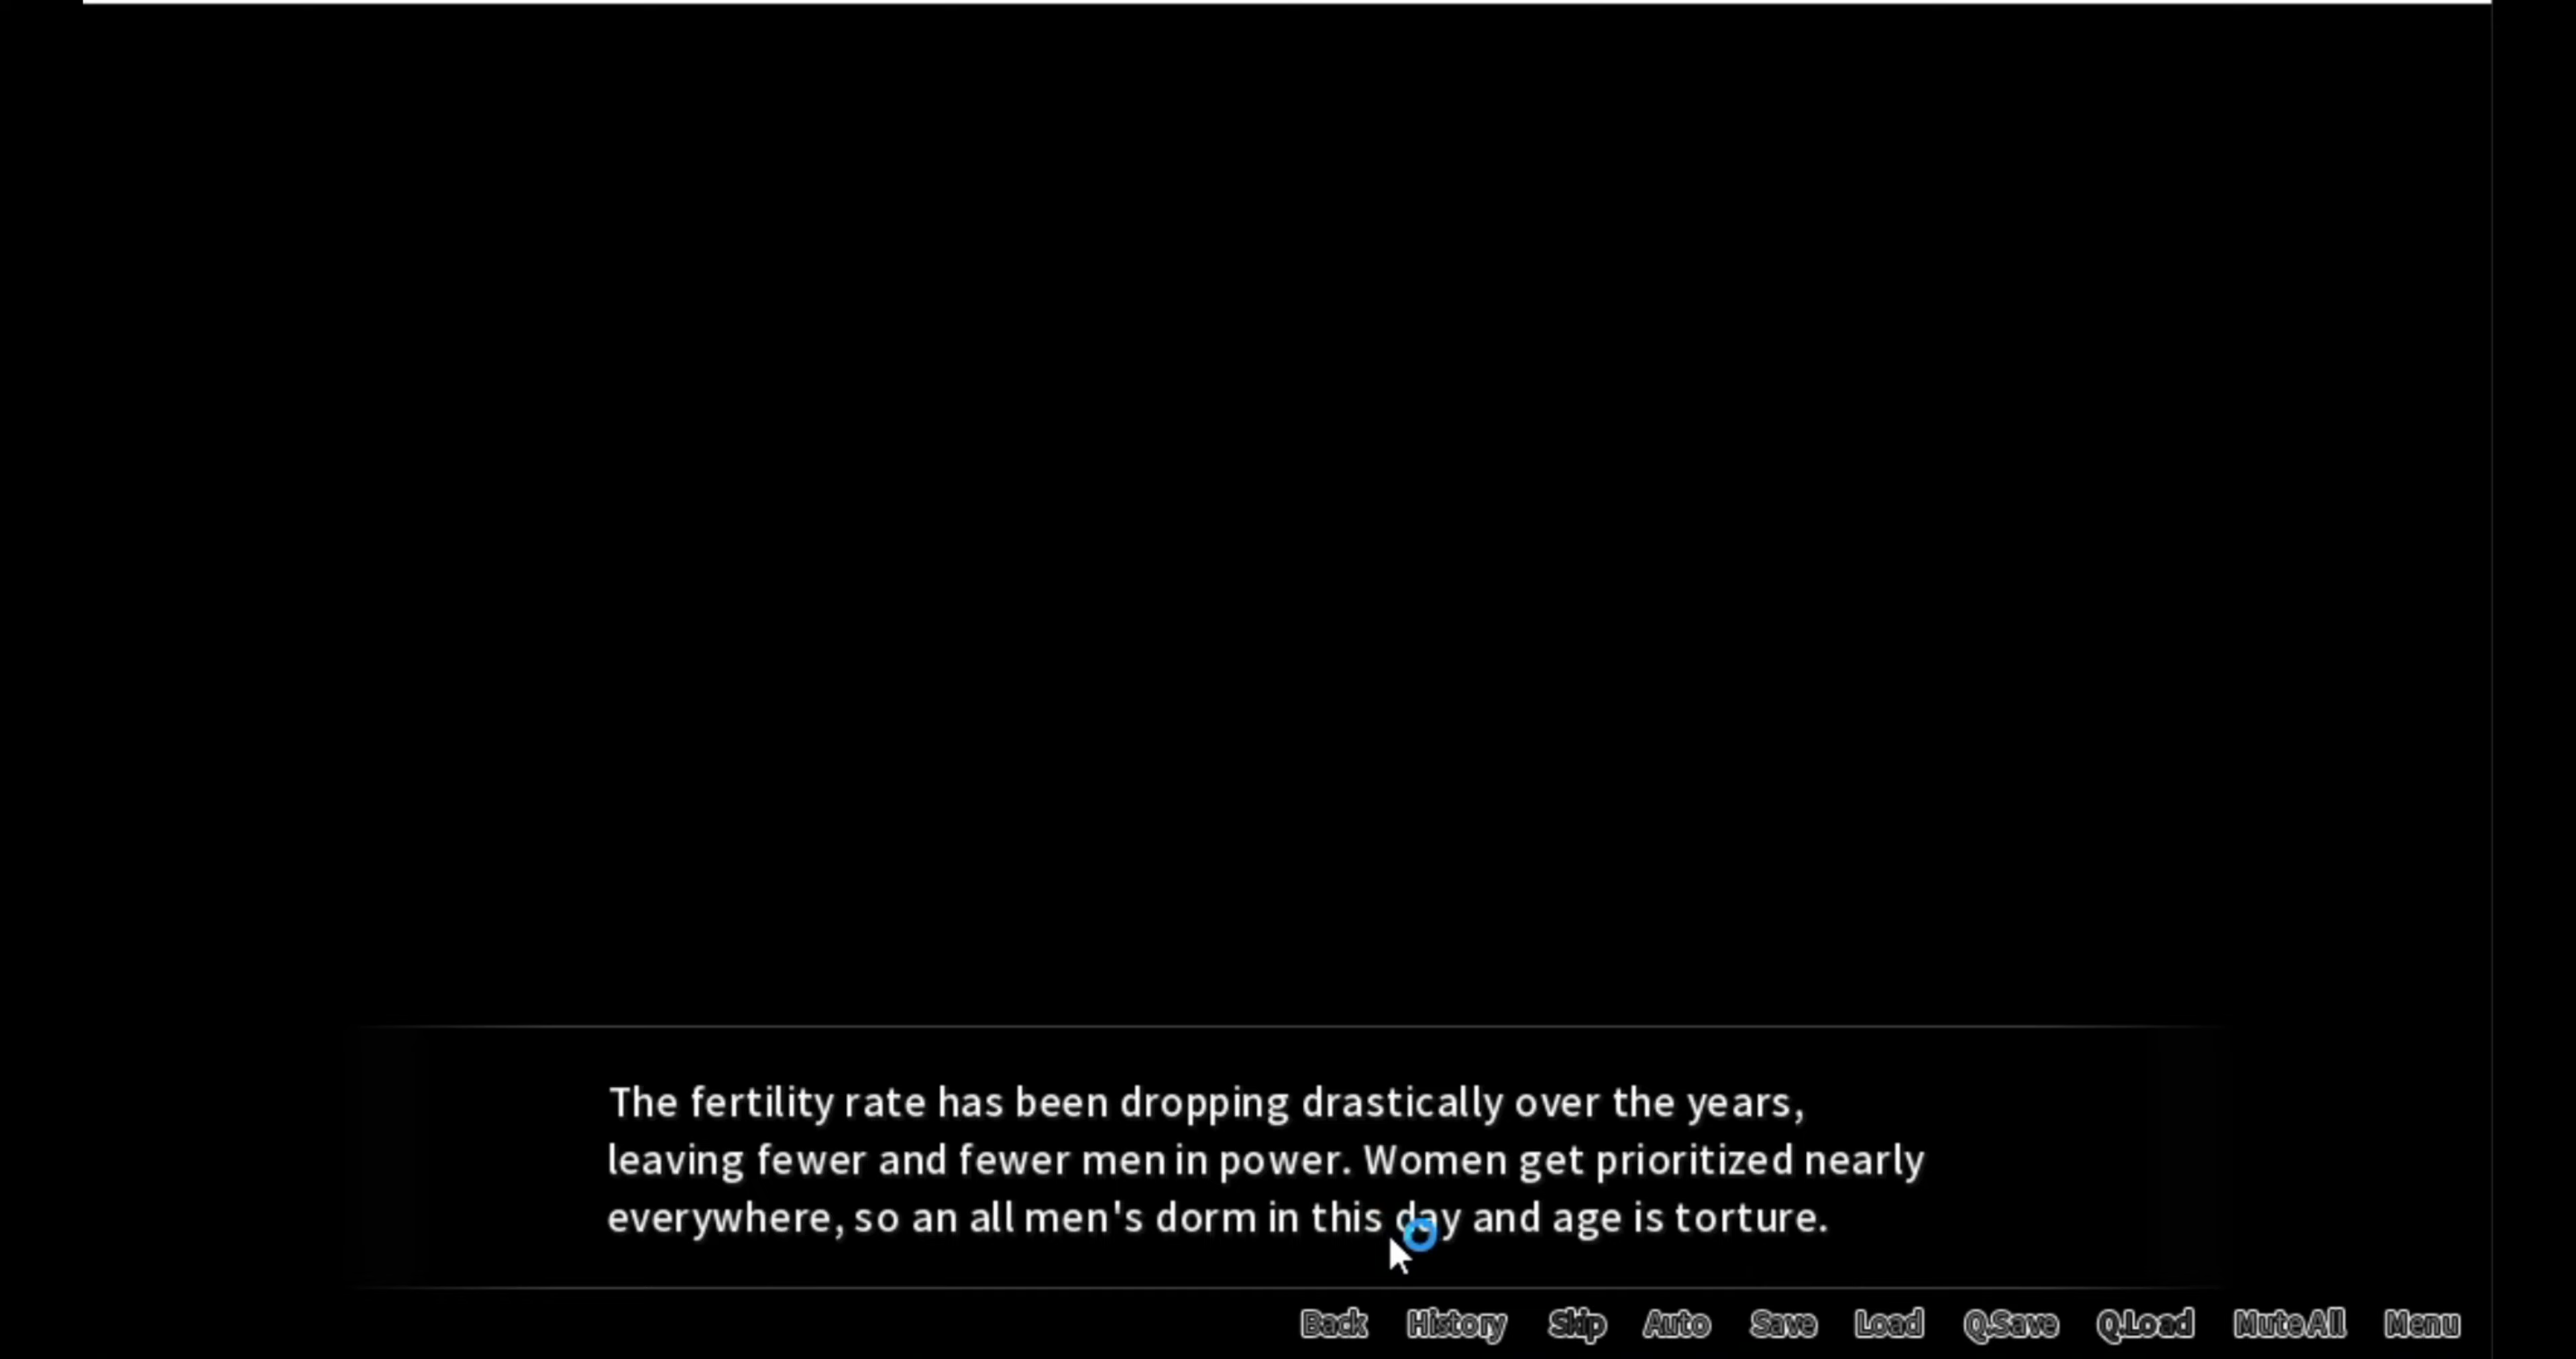 The fertility rate has been dropping drastically over the years,
leaving fewer and fewer men in power. Women get prioritized nearly
everywhere, so an all men's dorm in this day and age is torture.
Back History Skip Auto Save Load Q.Save Q.Load Mute All Menu